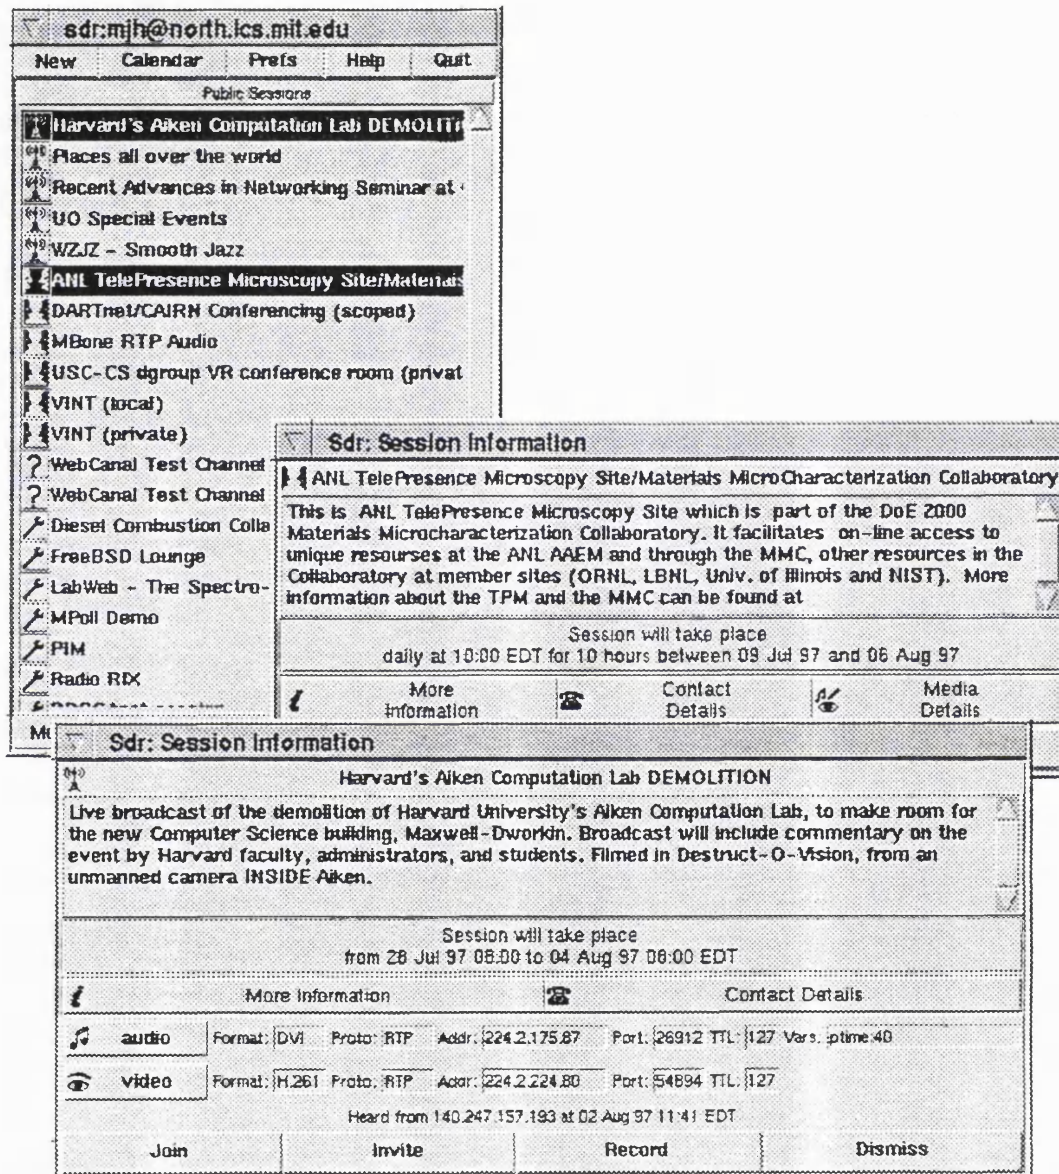 sdr:mjh@north.lcs.mit.edu
New Calendar Prefs Help Quit
Public Sessions
Harvard's Aiken Computation Lab DEMOLITI
Places all over the world
Recent Advances in Networking Seminar at
UO Special Events
WZJZ - Smooth Jazz
ANL TelePresence Microscopy Site/Materials
DARTnet/CAIRN Conferencing (scoped)
MBone RTP Audio
USC-CS dgroup VR conference room (privat
VINT (local)
VINT (private)
WebCanal Test Channel
WebCanal Test Channel
Diesel Combustion Colla
FreeBSD Lounge
LabWeb - The Spectro-
MPoll Demo
PIM
Radio RIX
Mu
Sdr: Session Information
ANL TelePresence Microscopy Site/Materials MicroCharacterization Collaboratory
This is ANL TelePresence Microscopy Site which is part of the DoE 2000
Materials Microcharacterization Collaboratory. It facilitates on-line access to
unique resourses at the ANL AAEM and through the MMC, other resources in the
Collaboratory at member sites (ORNL, LBNL, Univ. of Illinois and NIST). More
information about the TPM and the MMC can be found at
Session will take place
daily at 10:00 EDT for 10 hours between 09 Jul 97 and 06 Aug 97
More Information
Contact Details
Media Details
Sdr: Session Information
Harvard's Aiken Computation Lab DEMOLITION
Live broadcast of the demolition of Harvard University's Aiken Computation Lab, to make room for
the new Computer Science building, Maxwell-Dworkin. Broadcast will include commentary on the
event by Harvard faculty, administrators, and students. Filmed in Destruct-O-Vision, from an
unmanned camera INSIDE Aiken.
Session will take place
from 28 Jul 97 08:00 to 04 Aug 97 08:00 EDT
More Information Contact Details
audio Format: DVI Proto: RTP Addr: 224.2.175.87 Port: 26912 TTL: 127 Vars: ptime:40
video Format: H.261 Proto: RTP Addr: 224.2.224.80 Port: 54894 TTL: 127
Heard from 140.247.157.193 at 02 Aug 97 11:41 EDT
Join Invite Record Dismiss